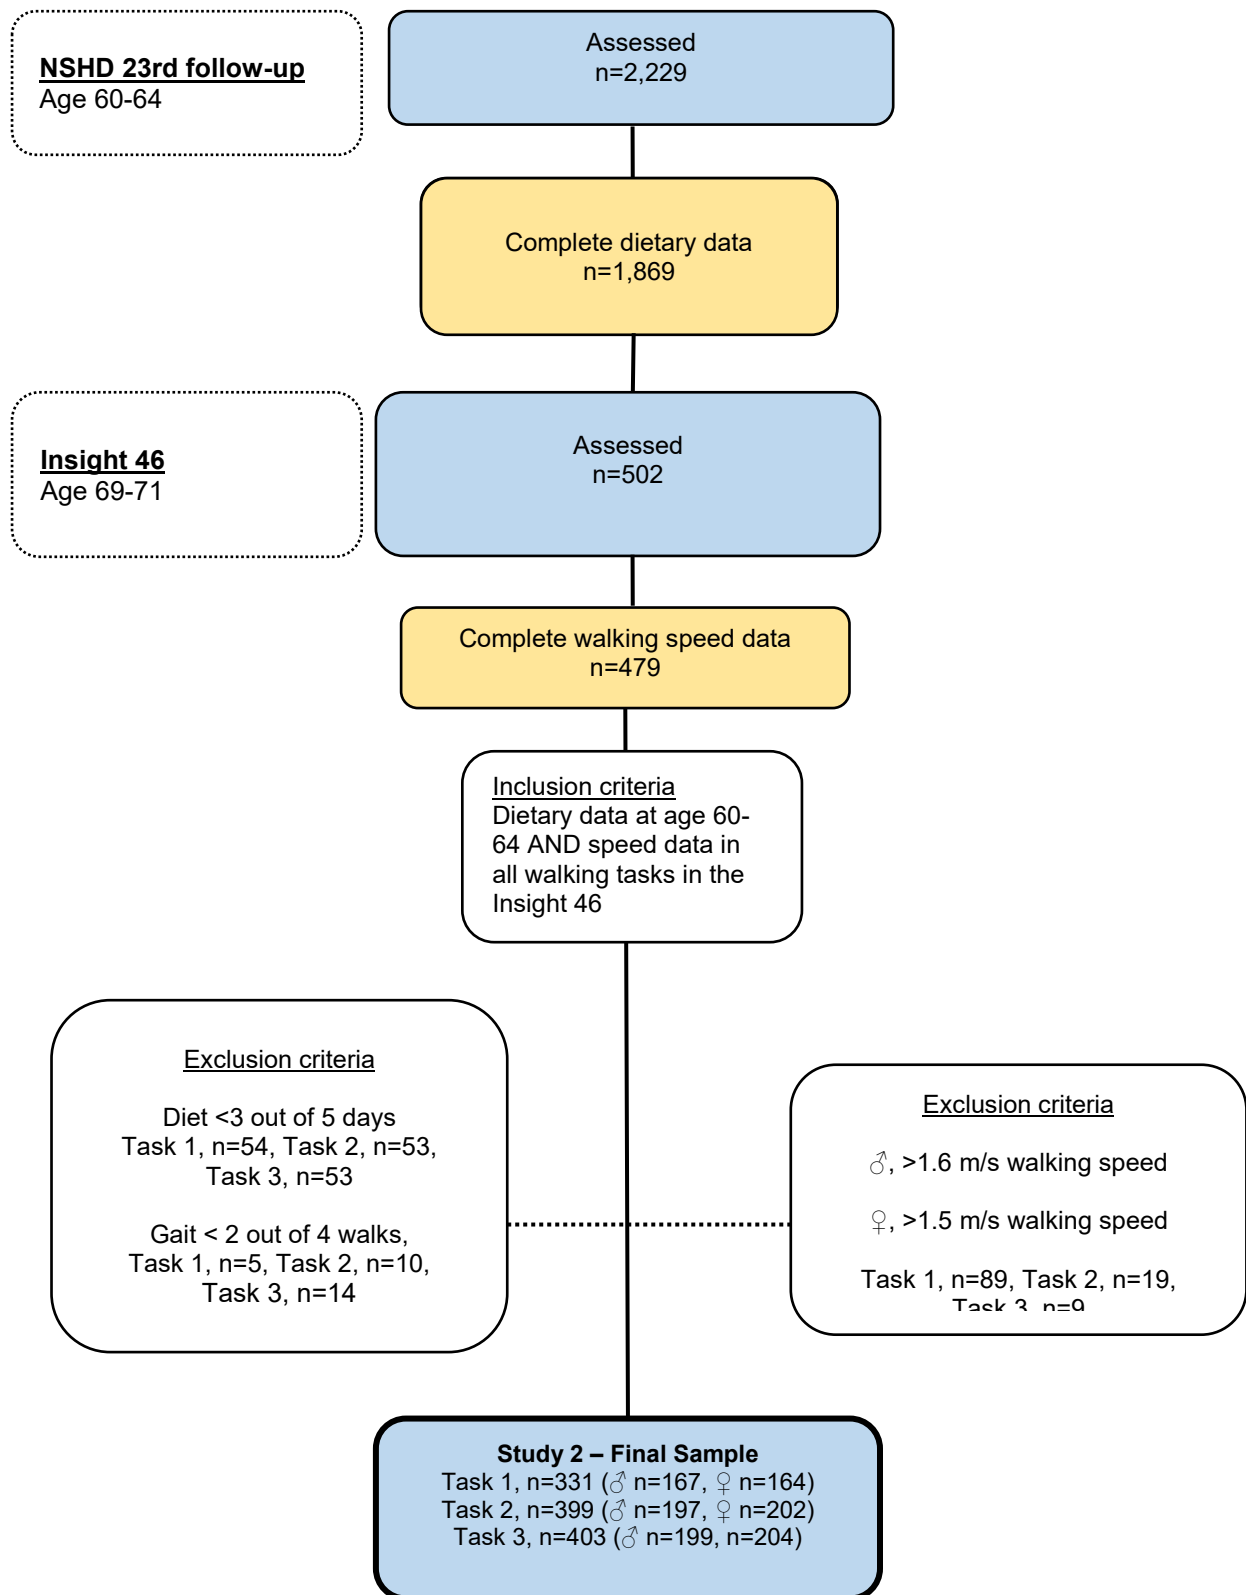 Assessed
n=2,229
NSHD 23rd follow-up
Age 60-64
Complete dietary data
n=1,869
Insight 46
Age 69-71
Assessed
n=502
Complete walking speed data
n=479
Inclusion criteria
Dietary data at age 60-
64 AND speed data in
all walking tasks in the
Insight 46
Exclusion criteria
Diet <3 out of 5 days
Task 1, n=54, Task 2, n=53,
Task 3, n=53
Gait < 2 out of 4 walks,
Task 1, n=5, Task 2, n=10,
Task 3, n=14
Exclusion criteria
♂, >1.6 m/s walking speed
♀, >1.5 m/s walking speed
Task 1, n=89, Task 2, n=19,
Task 3, n=9
Study 2 – Final Sample
Task 1, n=331 (♂ n=167, ♀ n=164)
Task 2, n=399 (♂ n=197, ♀ n=202)
Task 3, n=403 (♂ n=199, n=204)